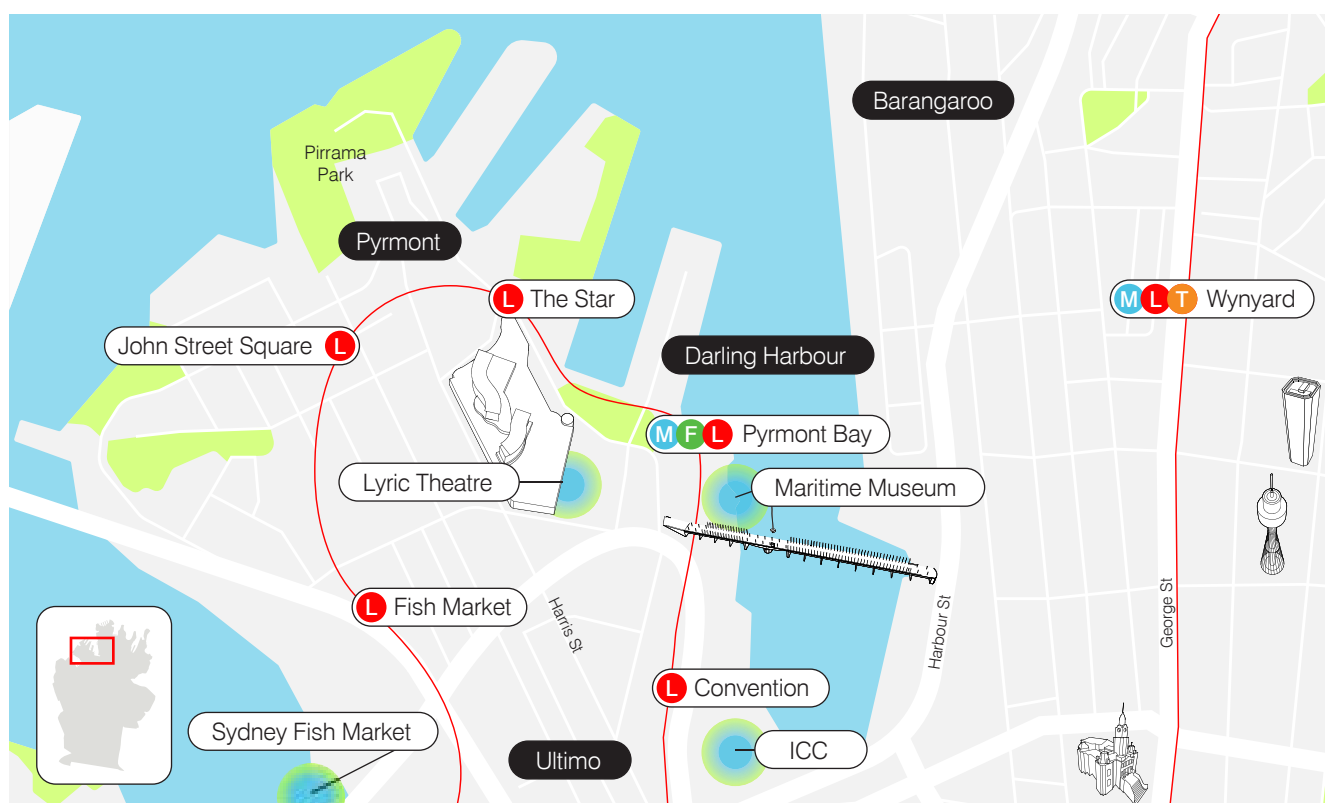 Barangaroo
Pirrama
Park
Pyrmont
L The Star
M L T Wynyard
John Street Square L
Darling Harbour
M F L Pyrmont Bay
Lyric Theatre
Maritime Museum
L Fish Market
Harris St
Harbour St
George St
L Convention
Sydney Fish Market
Ultimo
ICC